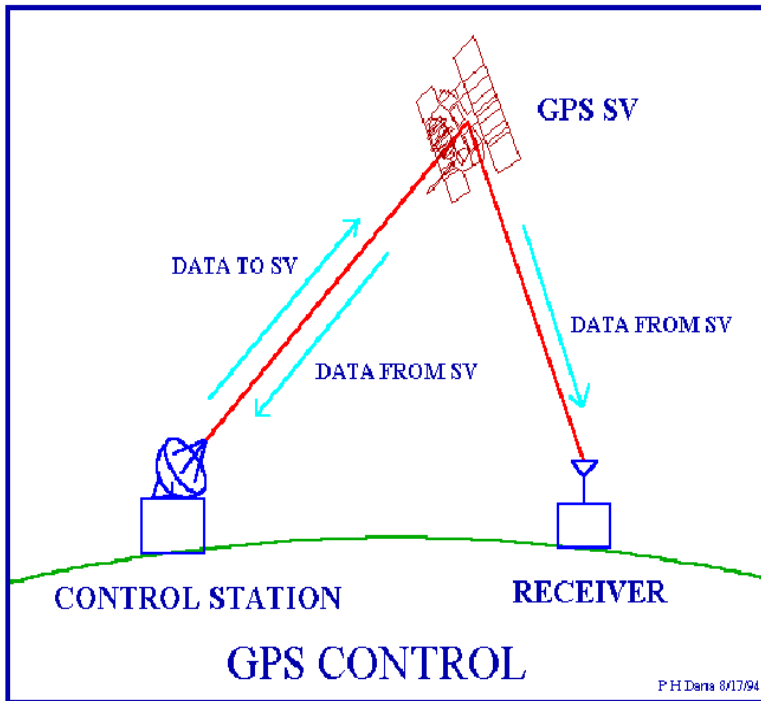 GPS SV
DATA TO SV
DATA FROM SV
DATA FROM SV
CONTROL STATION
RECEIVER
GPS CONTROL
P H Dana 8/17/94